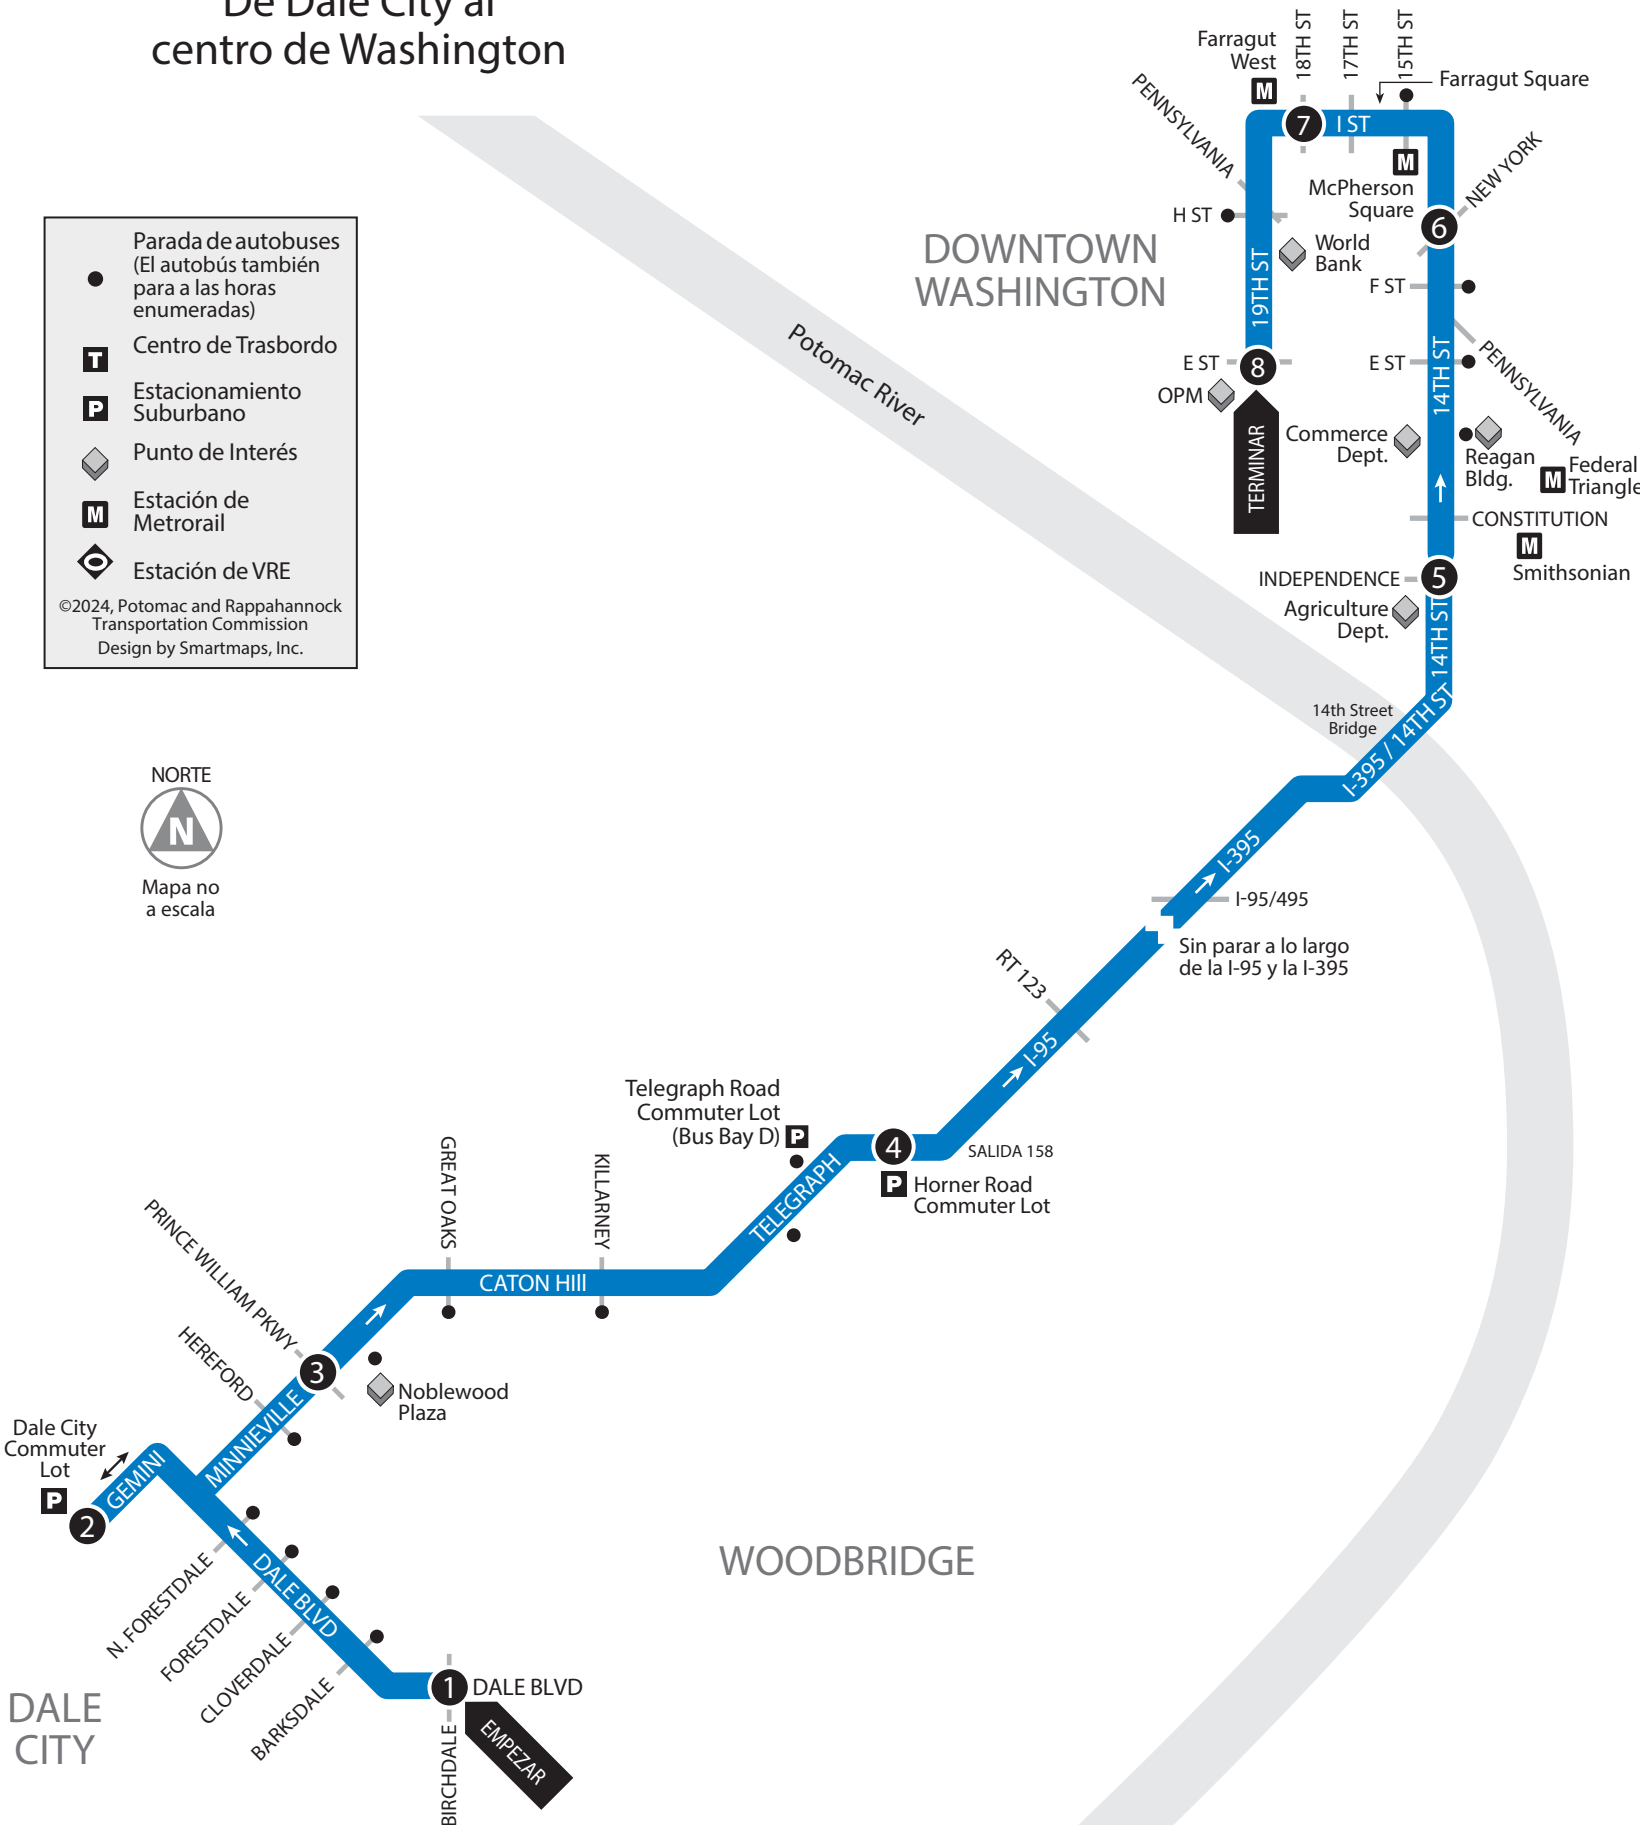 De Dale City al
centro de Washington
Parada de autobuses
(El autobús también
para a las horas
enumeradas)
T
Centro de Trasbordo
P
Estacionamiento
Suburbano
Punto de Interés
M
Estación de
Metrorail
Estación de VRE
©2024, Potomac and Rappahannock
Transportation Commission
Design by Smartmaps, Inc.
NORTE
N
Mapa no
a escala
Farragut
West
M
18TH ST
17TH ST
15TH ST
Farragut Square
PENNSYLVANIA
7
I ST
M
McPherson
Square
NEW YORK
6
H ST
World
Bank
DOWNTOWN
WASHINGTON
19TH ST
F ST
E ST
8
OPM
TERMINAR
E ST
14TH ST
PENNSYLVANIA
Commerce
Dept.
Reagan
Bldg.
M
Federal
Triangle
CONSTITUTION
M
Smithsonian
INDEPENDENCE
5
Agriculture
Dept.
14TH ST
Potomac River
14th Street
Bridge
I-395 / 14TH ST
I-395
I-95/495
Sin parar a lo largo
de la I-95 y la I-395
RT 123
I-95
Telegraph Road
Commuter Lot
(Bus Bay D)
P
4
SALIDA 158
P
Horner Road
Commuter Lot
TELEGRAPH
GREAT OAKS
KILLARNEY
CATON HIll
PRINCE WILLIAM PKWY
HEREFORD
3
Noblewood
Plaza
MINNIEVILLE
Dale City
Commuter
Lot
P
GEMINI
2
N. FORESTDALE
FORESTDALE
CLOVERDALE
BARKSDALE
DALE BLVD
WOODBRIDGE
1
DALE BLVD
EMPEZAR
BIRCHDALE
DALE
CITY